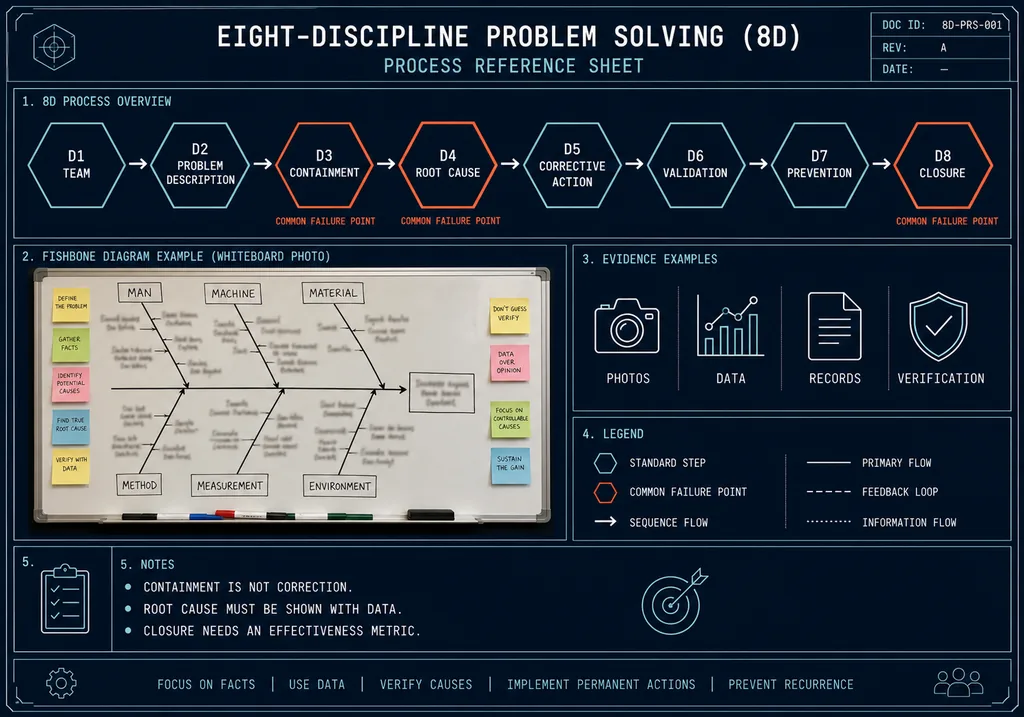 EIGHT-DISCIPLINE PROBLEM SOLVING (8D)
PROCESS REFERENCE SHEET
DOC ID: 8D-PRS-001
REV: A
DATE: —
1. 8D PROCESS OVERVIEW
D1
TEAM
D2
PROBLEM
DESCRIPTION
D3
CONTAINMENT
D4
ROOT CAUSE
D5
CORRECTIVE
ACTION
D6
VALIDATION
D7
PREVENTION
D8
CLOSURE
COMMON FAILURE POINT
COMMON FAILURE POINT
COMMON FAILURE POINT
2. FISHBONE DIAGRAM EXAMPLE (WHITEBOARD PHOTO)
DEFINE
THE PROBLEM
GATHER
FACTS
IDENTIFY
POTENTIAL
CAUSES
FIND TRUE
ROOT CAUSE
VERIFY WITH
DATA
MAN
MACHINE
MATERIAL
METHOD
MEASUREMENT
ENVIRONMENT
DON'T GUESS
VERIFY
DATA
OVER
OPINION
FOCUS ON
CONTROLLABLE
CAUSES
SUSTAIN
THE GAIN
3. EVIDENCE EXAMPLES
PHOTOS
DATA
RECORDS
VERIFICATION
4. LEGEND
STANDARD STEP
COMMON FAILURE POINT
SEQUENCE FLOW
PRIMARY FLOW
FEEDBACK LOOP
INFORMATION FLOW
5.
5. NOTES
• CONTAINMENT IS NOT CORRECTION.
• ROOT CAUSE MUST BE SHOWN WITH DATA.
• CLOSURE NEEDS AN EFFECTIVENESS METRIC.
FOCUS ON FACTS | USE DATA | VERIFY CAUSES | IMPLEMENT PERMANENT ACTIONS | PREVENT RECURRENCE